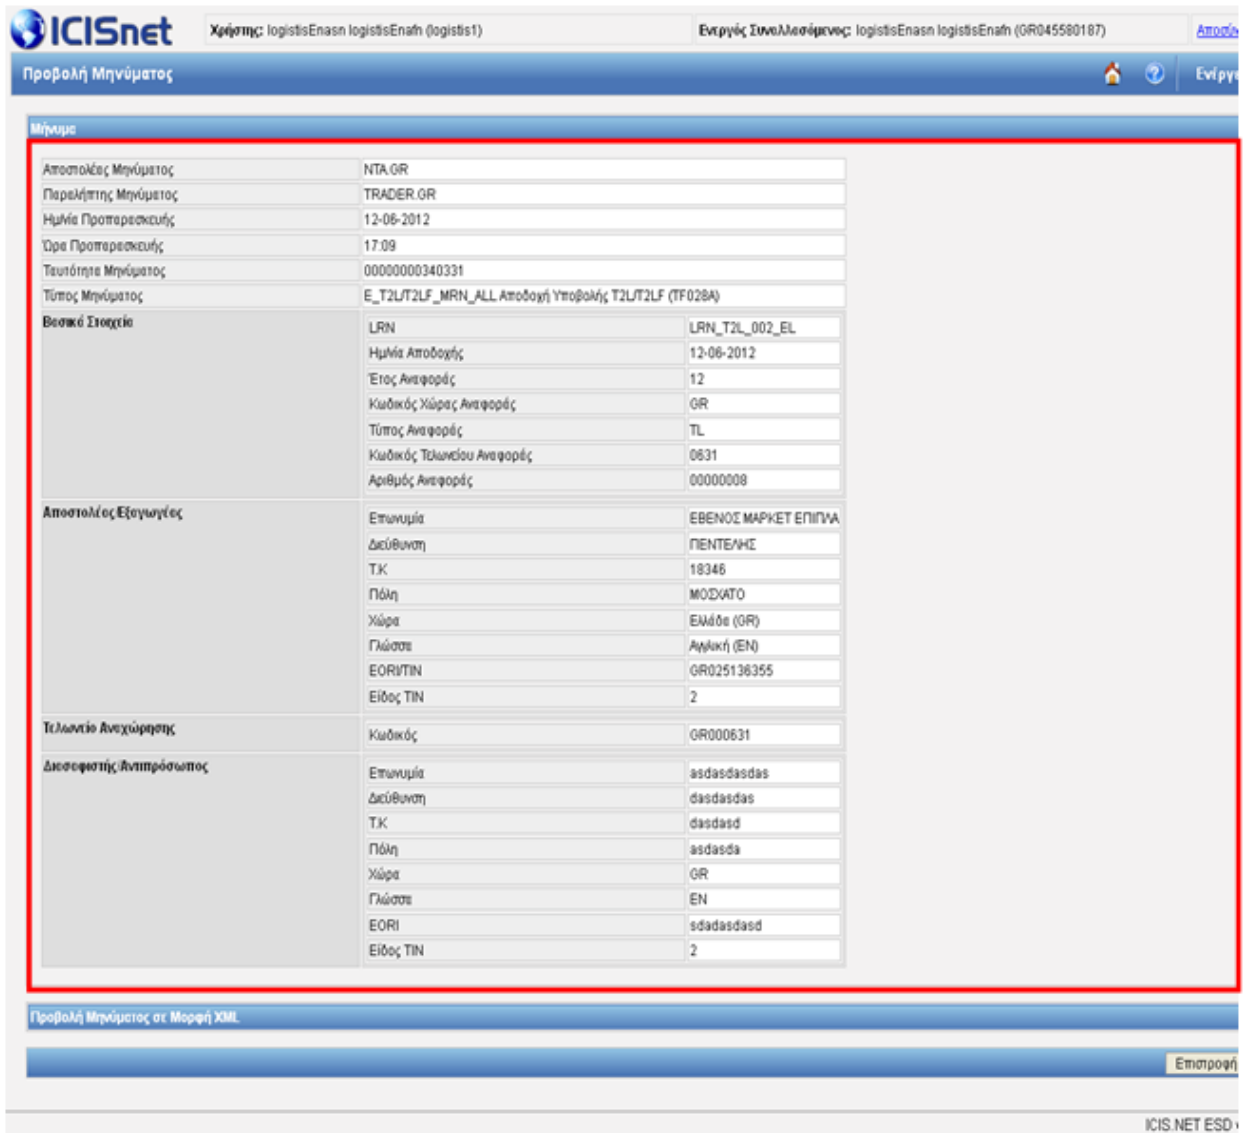 ICISnet Χρήστης: logistisEnasn logistisEnafn (logistis1) Ενεργός Συναλλασόμενος: logistisEnasn logistisEnafn (GR045580187)
Προβολή Μηνύματος
Μήνυμα
Αποστολέας Μηνύματος NTA.GR
Παραλήπτης Μηνύματος TRADER.GR
Ημ/νία Προπαρασκευής 12-06-2012
Ώρα Προπαρασκευής 17:09
Ταυτότητα Μηνύματος 00000000340331
Τύπος Μηνύματος E_T2L/T2LF_MRN_ALL Αποδοχή Υποβολής T2L/T2LF (TF028A)
Βασικά Στοιχεία
LRN LRN_T2L_002_EL
Ημ/νία Αποδοχής 12-06-2012
Έτος Αναφοράς 12
Κωδικός Χώρας Αναφοράς GR
Τύπος Αναφοράς TL
Κωδικός Τελωνείου Αναφοράς 0631
Αριθμός Αναφοράς 00000008
Αποστολέας/Εξαγωγέας
Επωνυμία ΕΒΕΝΟΣ ΜΑΡΚΕΤ ΕΠΙΠΛΑ
Διεύθυνση ΠΕΝΤΕΛΗΣ
Τ.Κ 18346
Πόλη ΜΟΣΧΑΤΟ
Χώρα Ελλάδα (GR)
Γλώσσα Αγγλική (EN)
EORI/TIN GR025136355
Είδος TIN 2
Τελωνείο Αναχώρησης
Κωδικός GR000631
Διασαφιστής/Αντιπρόσωπος
Επωνυμία asdasdasdas
Διεύθυνση dasdasdas
Τ.Κ dasdasd
Πόλη asdasda
Χώρα GR
Γλώσσα EN
EORI sdadasdasd
Είδος TIN 2
Προβολή Μηνύματος σε Μορφή XML
Επιστροφή
ICIS.NET ESD